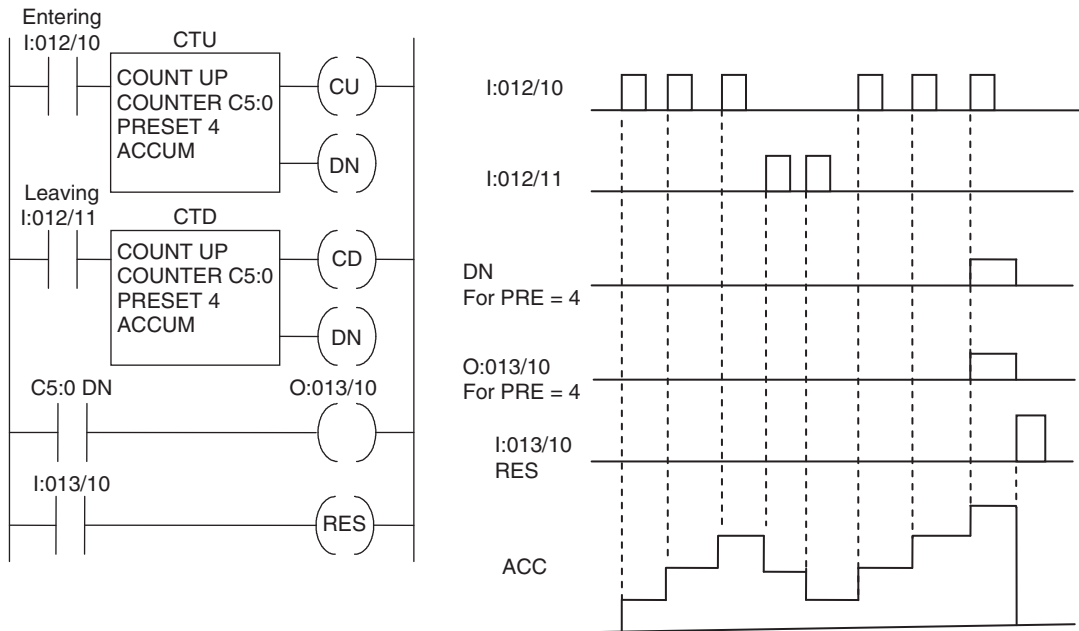 Entering
I:012/10
CTU
COUNT UP
COUNTER C5:0
PRESET 4
ACCUM
CU
DN
Leaving
I:012/11
CTD
COUNT UP
COUNTER C5:0
PRESET 4
ACCUM
CD
DN
C5:0 DN
O:013/10
I:013/10
RES
I:012/10
I:012/11
DN
For PRE = 4
O:013/10
For PRE = 4
I:013/10
RES
ACC